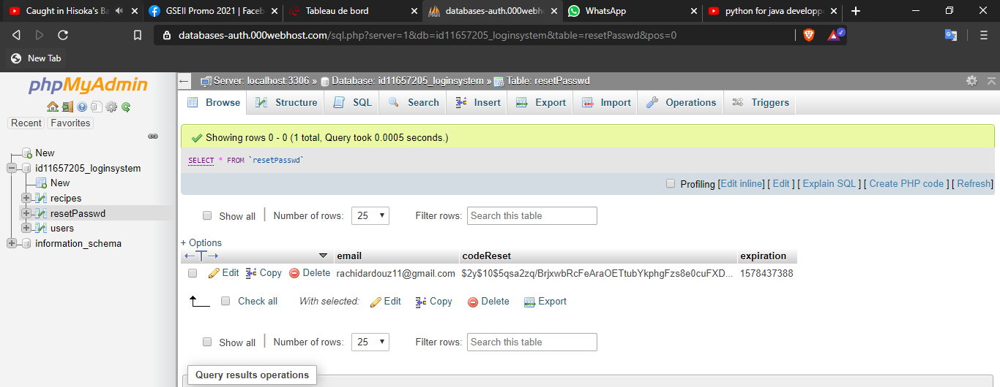 Caught in Hisoka's Ba
GSEII Promo 2021 | Faceb
Tableau de bord
databases-auth.000webh
WhatsApp
python for java developpe
databases-auth.000webhost.com/sql.php?server=1&db=id11657205_loginsystem&table=resetPasswd&pos=0
New Tab
phpMyAdmin
Server: localhost:3306 » Database: id11657205_loginsystem » Table: resetPasswd
Browse Structure SQL Search Insert Export Import Operations Triggers
Recent Favorites
New
id11657205_loginsystem
New
recipes
resetPasswd
users
information_schema
Showing rows 0 - 0 (1 total, Query took 0.0005 seconds.)
SELECT * FROM `resetPasswd`
Profiling [Edit inline] [ Edit ] [ Explain SQL ] [ Create PHP code ] [ Refresh]
Show all | Number of rows: 25 Filter rows: Search this table
+ Options
email codeReset expiration
Edit Copy Delete rachidardouz11@gmail.com $2y$10$5qsa2zq/BrjxwbRcFeAraOETtubYkphgFzs8e0cuFXD... 1578437388
Check all With selected: Edit Copy Delete Export
Show all | Number of rows: 25 Filter rows: Search this table
Query results operations